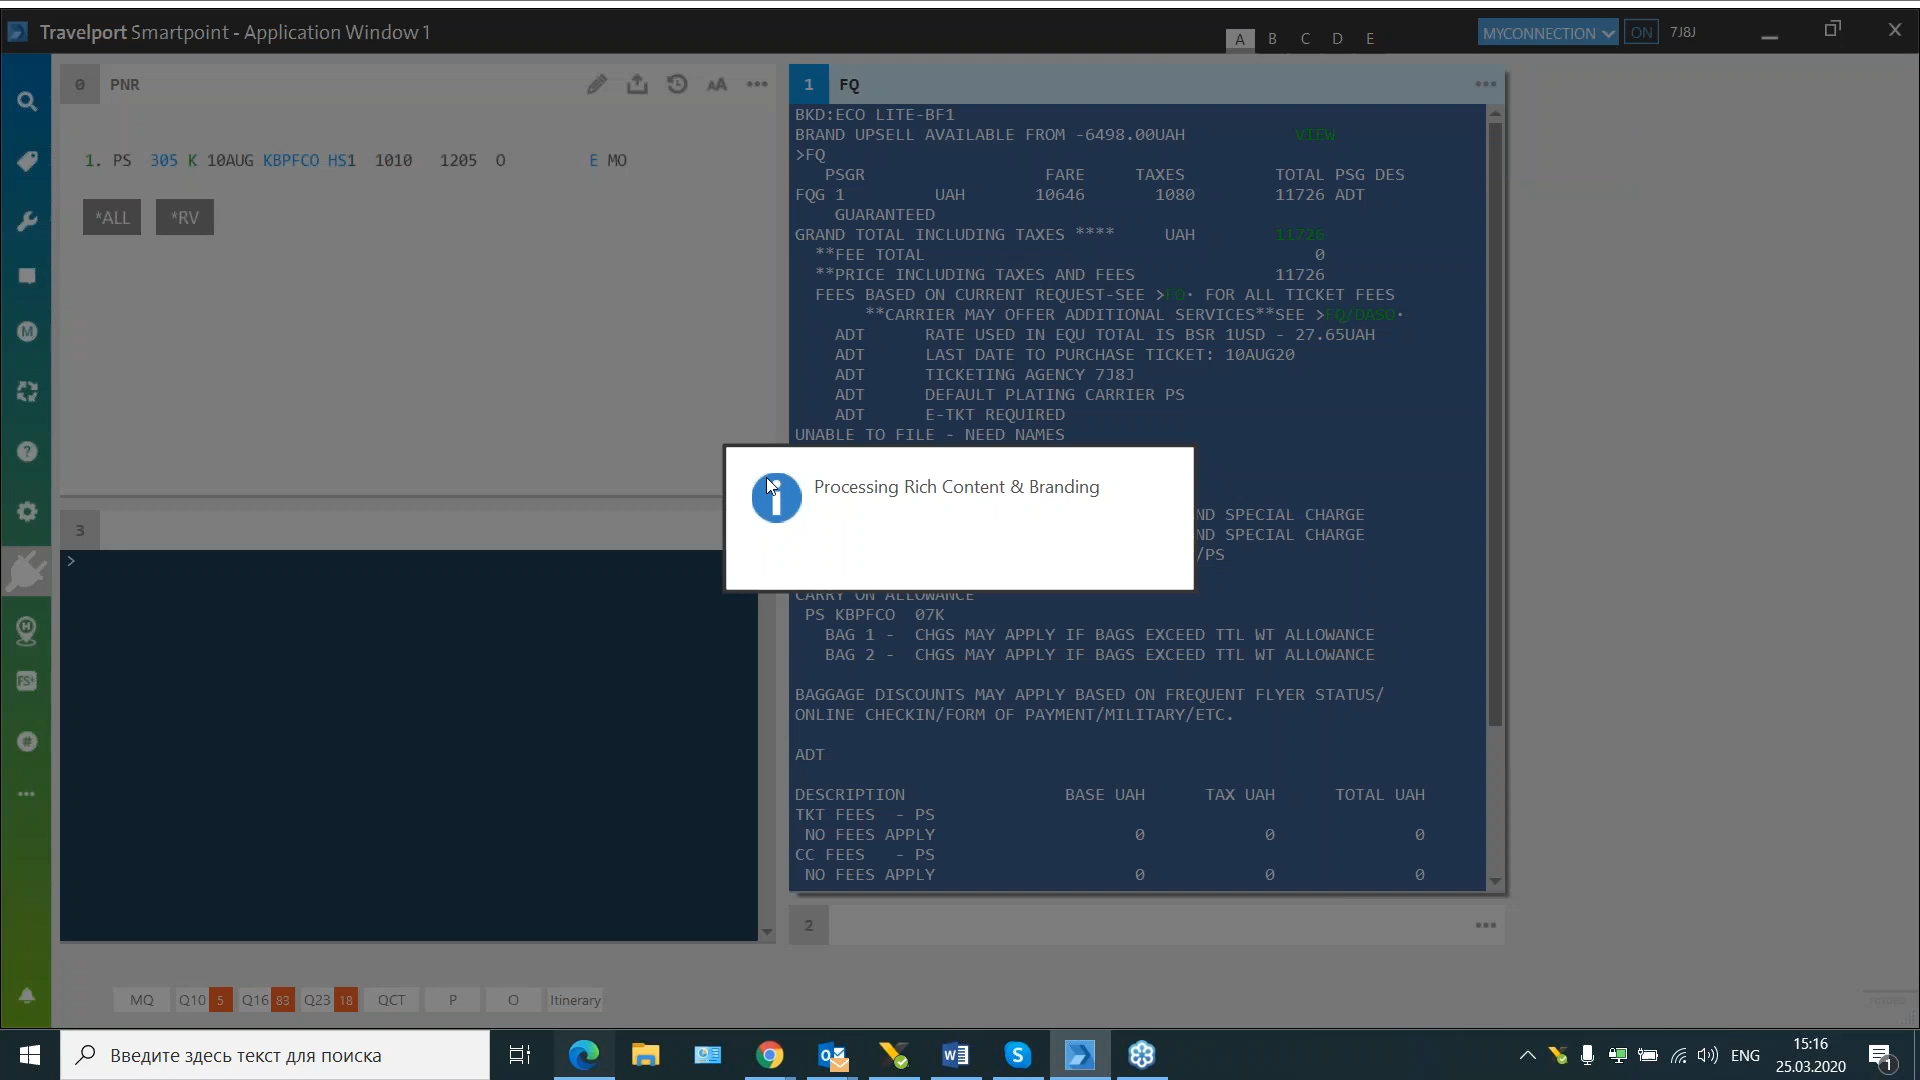 Travelport Smartpoint - Application Window 1
A B C D E
MYCONNECTION ON 7J8J
0 PNR
1. PS 305 K 10AUG KBPFCO HS1 1010 1205 O E MO
*ALL *RV
3
>
1 FQ
BKD:ECO LITE-BF1
BRAND UPSELL AVAILABLE FROM -6498.00UAH VIEW
>FQ
PSGR FARE TAXES TOTAL PSG DES
FQG 1 UAH 10646 1080 11726 ADT
GUARANTEED
GRAND TOTAL INCLUDING TAXES **** UAH 11726
**FEE TOTAL 0
**PRICE INCLUDING TAXES AND FEES 11726
FEES BASED ON CURRENT REQUEST-SEE >FO· FOR ALL TICKET FEES
**CARRIER MAY OFFER ADDITIONAL SERVICES**SEE >FQ/DASO·
ADT RATE USED IN EQU TOTAL IS BSR 1USD - 27.65UAH
ADT LAST DATE TO PURCHASE TICKET: 10AUG20
ADT TICKETING AGENCY 7J8J
ADT DEFAULT PLATING CARRIER PS
ADT E-TKT REQUIRED
UNABLE TO FILE - NEED NAMES
Processing Rich Content & Branding
ND SPECIAL CHARGE
ND SPECIAL CHARGE
/PS
CARRY ON ALLOWANCE
PS KBPFCO 07K
BAG 1 - CHGS MAY APPLY IF BAGS EXCEED TTL WT ALLOWANCE
BAG 2 - CHGS MAY APPLY IF BAGS EXCEED TTL WT ALLOWANCE
BAGGAGE DISCOUNTS MAY APPLY BASED ON FREQUENT FLYER STATUS/
ONLINE CHECKIN/FORM OF PAYMENT/MILITARY/ETC.
ADT
DESCRIPTION BASE UAH TAX UAH TOTAL UAH
TKT FEES - PS
NO FEES APPLY 0 0 0
CC FEES - PS
NO FEES APPLY 0 0 0
2
MQ Q10 5 Q16 83 Q23 18 QCT P O Itinerary
Введите здесь текст для поиска
ENG
15:16
25.03.2020
1